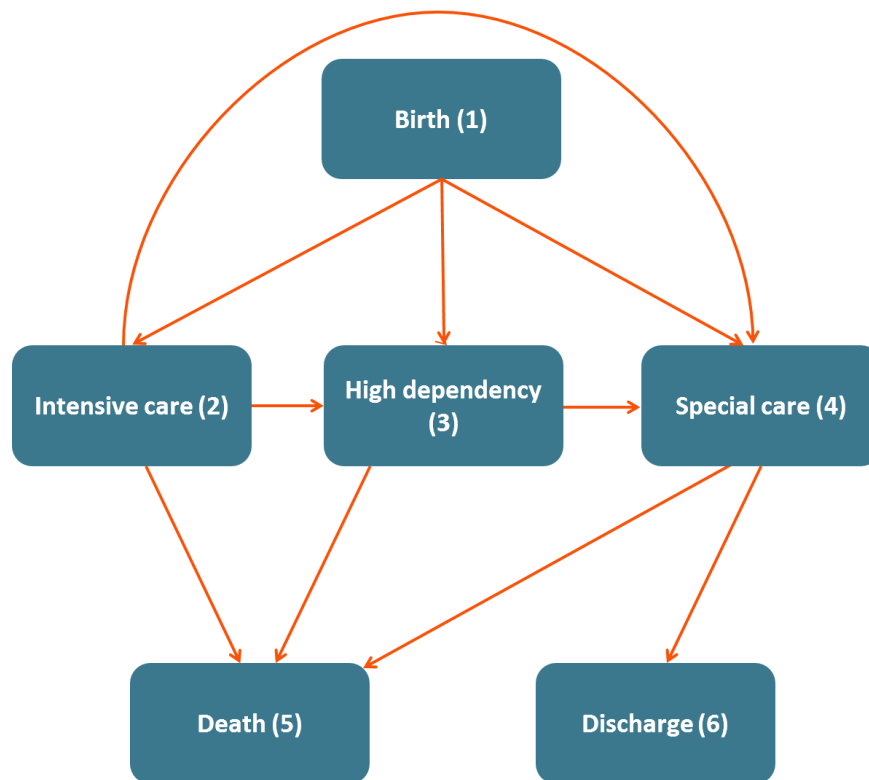 Birth (1)
Intensive care (2)
High dependency
(3)
Special care (4)
Death (5)
Discharge (6)